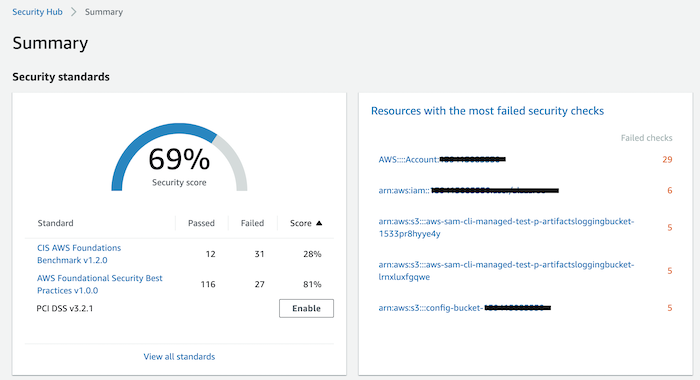 Security Hub > Summary
Summary
Security standards
69%
Security score
Standard Passed Failed Score ▲
CIS AWS Foundations
Benchmark v1.2.0 12 31 28%
AWS Foundational Security Best
Practices v1.0.0 116 27 81%
PCI DSS v3.2.1 Enable
View all standards
Resources with the most failed security checks
Failed checks
AWS::::Account: 29
arn:aws:iam:: 6
arn:aws:s3:::aws-sam-cli-managed-test-p-artifactsloggingbucket-
1533pr8hyye4y 5
arn:aws:s3:::aws-sam-cli-managed-test-p-artifactsloggingbucket-
lrnxluxfgqwe 5
arn:aws:s3:::config-bucket- 5